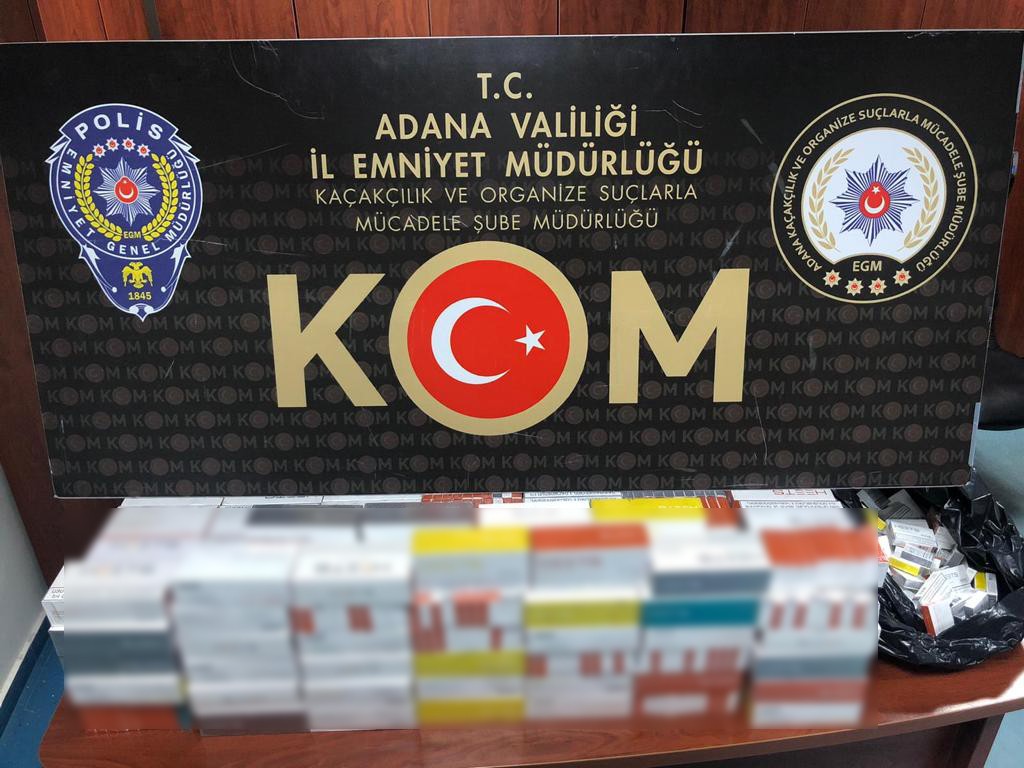 T.C.
ADANA VALİLİĞİ
İL EMNİYET MÜDÜRLÜĞÜ
KAÇAKÇILIK VE ORGANİZE SUÇLARLA
MÜCADELE ŞUBE MÜDÜRLÜĞÜ
KOM
POLİS
EMNİYET GENEL MÜDÜRLÜĞÜ
EGM
1845
ADANA KAÇAKÇILIK VE ORGANİZE SUÇLARLA MÜCADELE ŞUBE MÜDÜRLÜĞÜ
EGM
HEETS